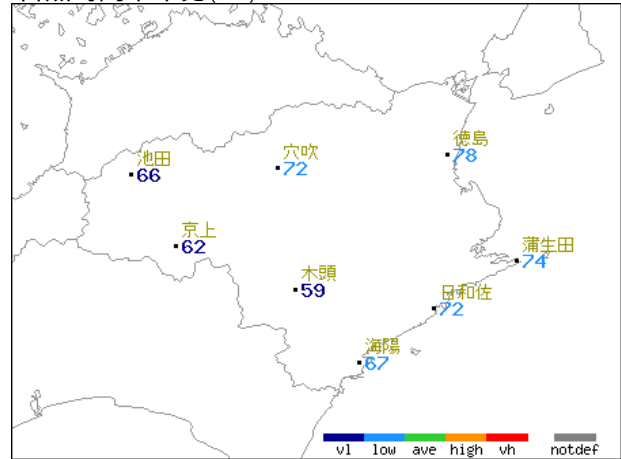 徳島
78
穴吹
72
池田
66
京上
62
蒲生田
74
木頭
59
日和佐
72
海陽
67
vl low ave high vh notdef